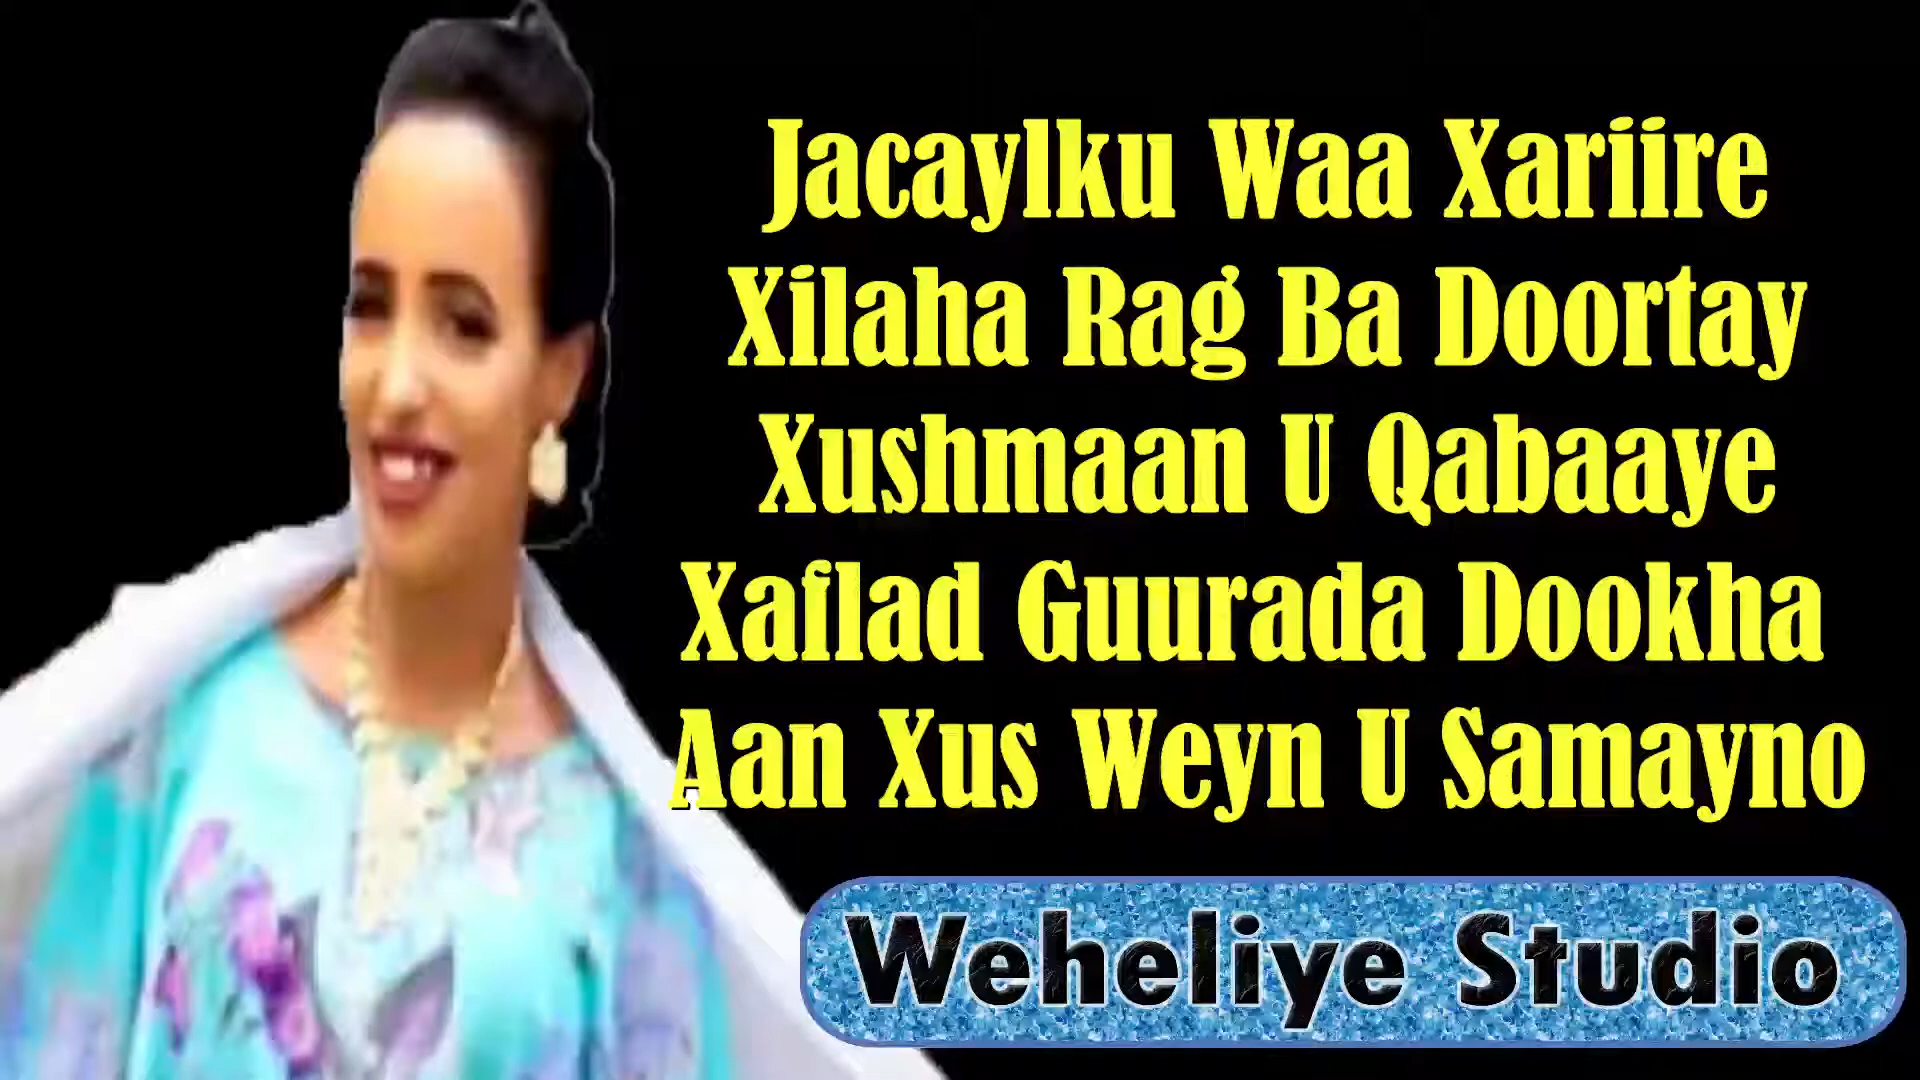 Jacaylku Waa Xariire
Xilaha Rag Ba Doortay
Xushmaan U Qabaaye
Xaflad Guurada Dookha
Aan Xus Weyn U Samayno
Weheliye Studio